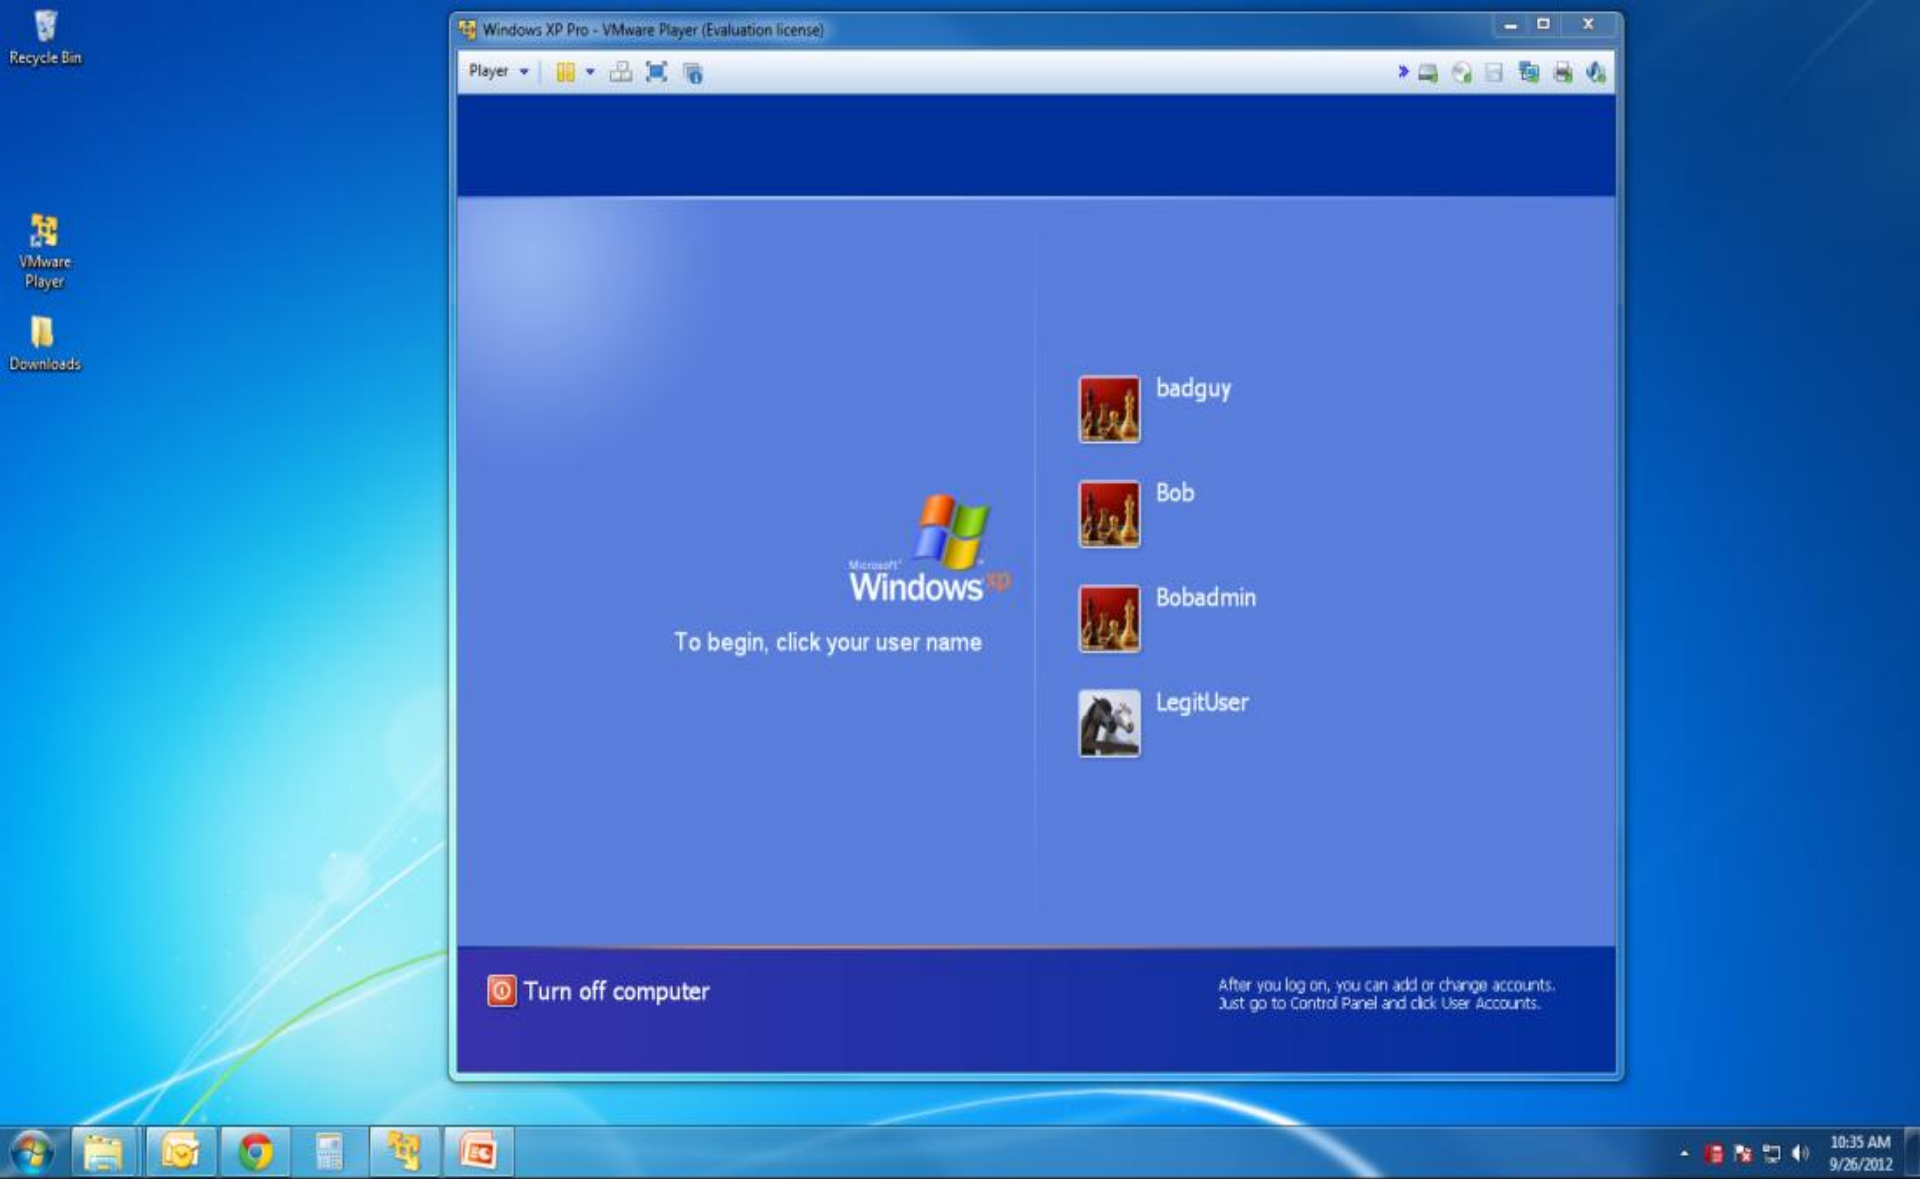 Recycle Bin
VMware
Player
Downloads
Windows XP Pro - VMware Player (Evaluation license)
Player
badguy
Bob
Bobadmin
LegitUser
Microsoft
Windows xp
To begin, click your user name
Turn off computer
After you log on, you can add or change accounts.
Just go to Control Panel and click User Accounts.
10:35 AM
9/26/2012